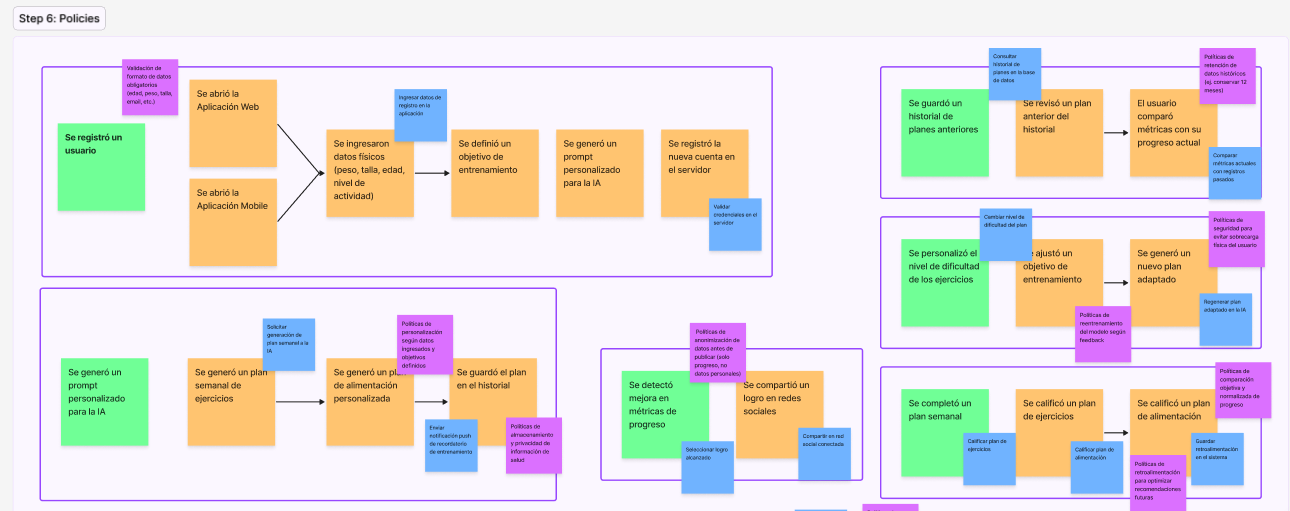 Step 6: Policies
Validación de
formato de datos
obligatorios
(edad, peso, talla,
email, etc.)
Se registró un
usuario
Se abrió la
Aplicación Web
Se abrió la
Aplicación Mobile
Ingresar datos de
registro en la
aplicación
Se ingresaron
datos físicos
(peso, talla, edad,
nivel de
actividad)
Se definió un
objetivo de
entrenamiento
Se generó un
prompt
personalizado
para la IA
Se registró la
nueva cuenta en
el servidor
Validar
credenciales en el
servidor
Se generó un
prompt
personalizado
para la IA
Solicitar
generación de
plan semanal a la
IA
Se generó un plan
semanal de
ejercicios
Políticas de
personalización
según datos
ingresados y
objetivos
definidos
Se generó un plan
de alimentación
personalizada
Se guardó el plan
en el historial
Enviar
notificación push
de recordatorio
de entrenamiento
Políticas de
almacenamiento
y privacidad de
información de
salud
Políticas de
anonimización de
datos antes de
publicar (solo
progreso, no
datos personales)
Se detectó
mejora en
métricas de
progreso
Se compartió un
logro en redes
sociales
Seleccionar logro
alcanzado
Compartir en red
social conectada
Consultar
historial de
planes en la base
de datos
Se guardó un
historial de
planes anteriores
Se revisó un plan
anterior del
historial
Políticas de
retención de
datos históricos
(ej. conservar 12
meses)
El usuario
comparó
métricas con su
progreso actual
Comparar
métricas actuales
con registros
pasados
Cambiar nivel de
dificultad del plan
Se personalizó el
nivel de dificultad
de los ejercicios
ajustó un
objetivo de
entrenamiento
Políticas de
reentrenamiento
del modelo según
feedback
Se generó un
nuevo plan
adaptado
Políticas de
seguridad para
evitar sobrecarga
física del usuario
Regenerar plan
adaptado en la IA
Se completó un
plan semanal
Calificar plan de
ejercicios
Se calificó un plan
de ejercicios
Calificar plan de
alimentación
Se calificó un plan
de alimentación
Políticas de
comparación
objetiva y
normalizada de
progreso
Guardar
retroalimentación
en el sistema
Políticas de
retroalimentación
para optimizar
recomendaciones
futuras